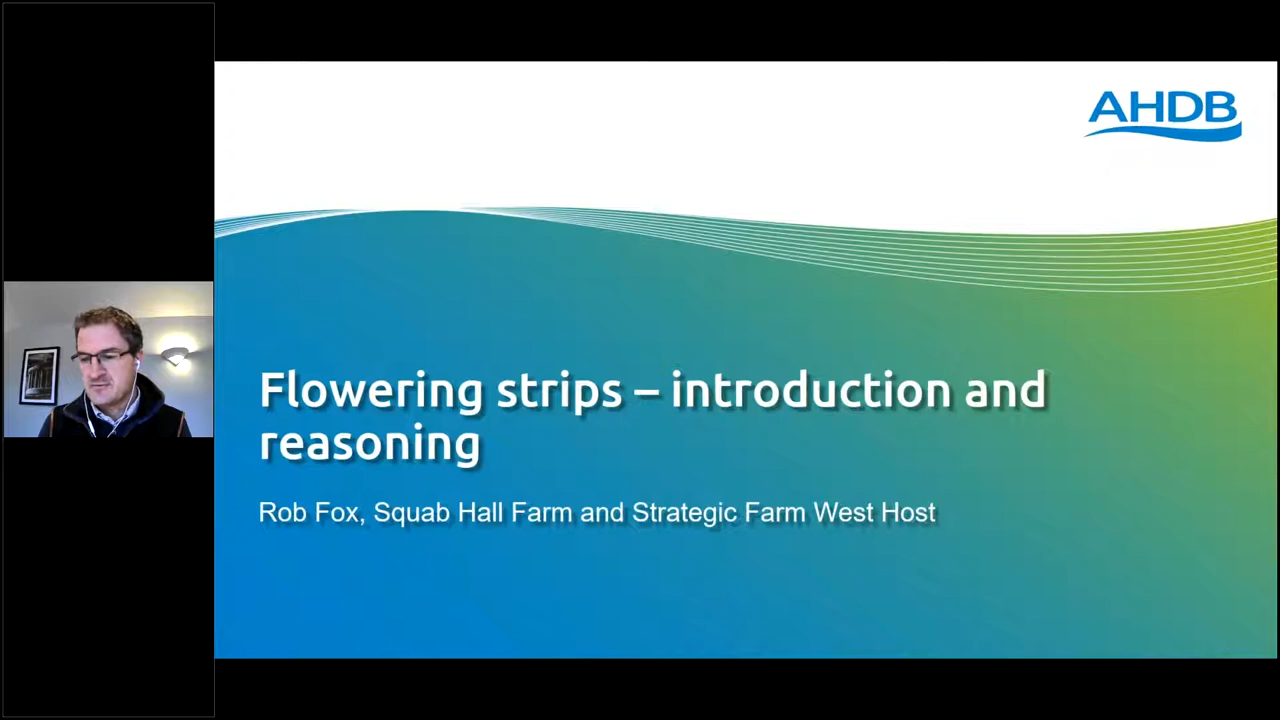 AHDB
Flowering strips – introduction and
reasoning
Rob Fox, Squab Hall Farm and Strategic Farm West Host